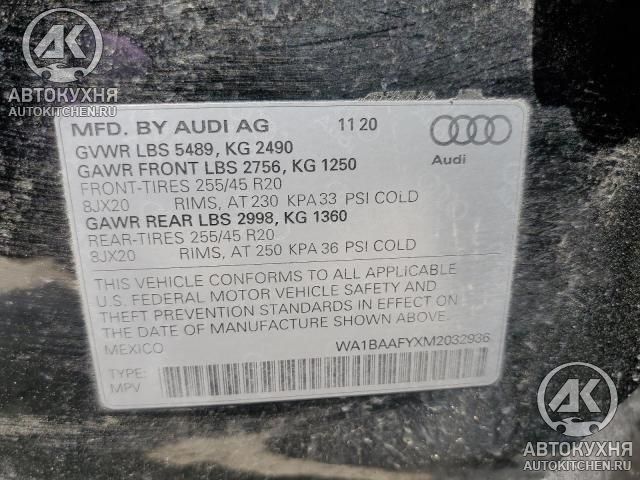 АК
АВТОКУХНЯ
AUTOKITCHEN.RU
MFD. BY AUDI AG 11 20
GVWR LBS 5489, KG 2490
GAWR FRONT LBS 2756, KG 1250
FRONT-TIRES 255/45 R20
8JX20 RIMS, AT 230 KPA 33 PSI COLD
GAWR REAR LBS 2998, KG 1360
REAR-TIRES 255/45 R20
8JX20 RIMS, AT 250 KPA 36 PSI COLD
Audi
THIS VEHICLE CONFORMS TO ALL APPLICABLE
U.S. FEDERAL MOTOR VEHICLE SAFETY AND
THEFT PREVENTION STANDARDS IN EFFECT ON
THE DATE OF MANUFACTURE SHOWN ABOVE.
MEXICO WA1BAAFYXM2032936
TYPE:
MPV
АК
АВТОКУХНЯ
AUTOKITCHEN.RU